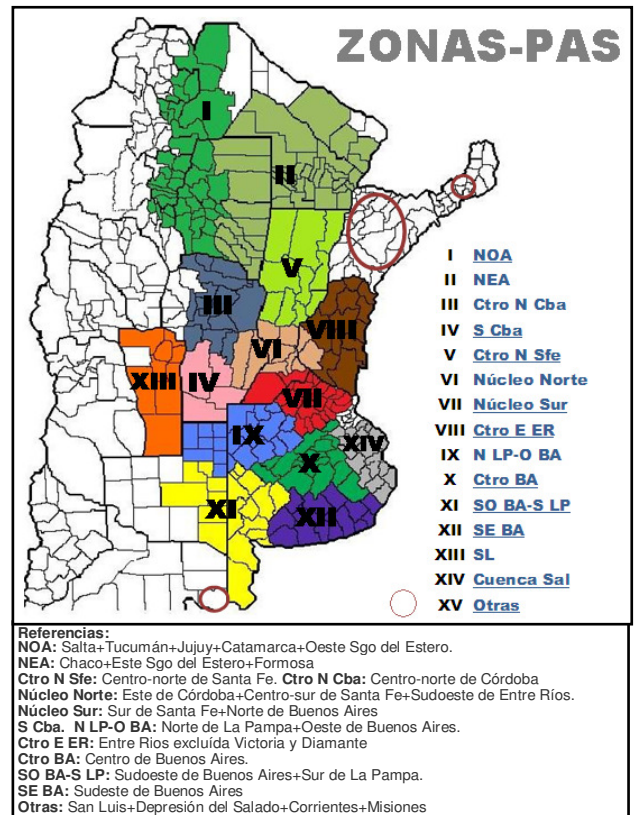 ZONAS-PAS
I
II
III
V
VIII
VI
XIII
IV
VII
IX
XIV
X
XI
XII
I NOA
II NEA
III Ctro N Cba
IV S Cba
V Ctro N Sfe
VI Núcleo Norte
VII Núcleo Sur
VIII Ctro E ER
IX N LP-O BA
X Ctro BA
XI SO BA-S LP
XII SE BA
XIII SL
XIV Cuenca Sal
XV Otras
Referencias:
NOA: Salta+Tucumán+Jujuy+Catamarca+Oeste Sgo del Estero.
NEA: Chaco+Este Sgo del Estero+Formosa
Ctro N Sfe: Centro-norte de Santa Fe. Ctro N Cba: Centro-norte de Córdoba
Núcleo Norte: Este de Córdoba+Centro-sur de Santa Fe+Sudoeste de Entre Ríos.
Núcleo Sur: Sur de Santa Fe+Norte de Buenos Aires
S Cba. N LP-O BA: Norte de La Pampa+Oeste de Buenos Aires.
Ctro E ER: Entre Rios excluída Victoria y Diamante
Ctro BA: Centro de Buenos Aires.
SO BA-S LP: Sudoeste de Buenos Aires+Sur de La Pampa.
SE BA: Sudeste de Buenos Aires
Otras: San Luis+Depresión del Salado+Corrientes+Misiones